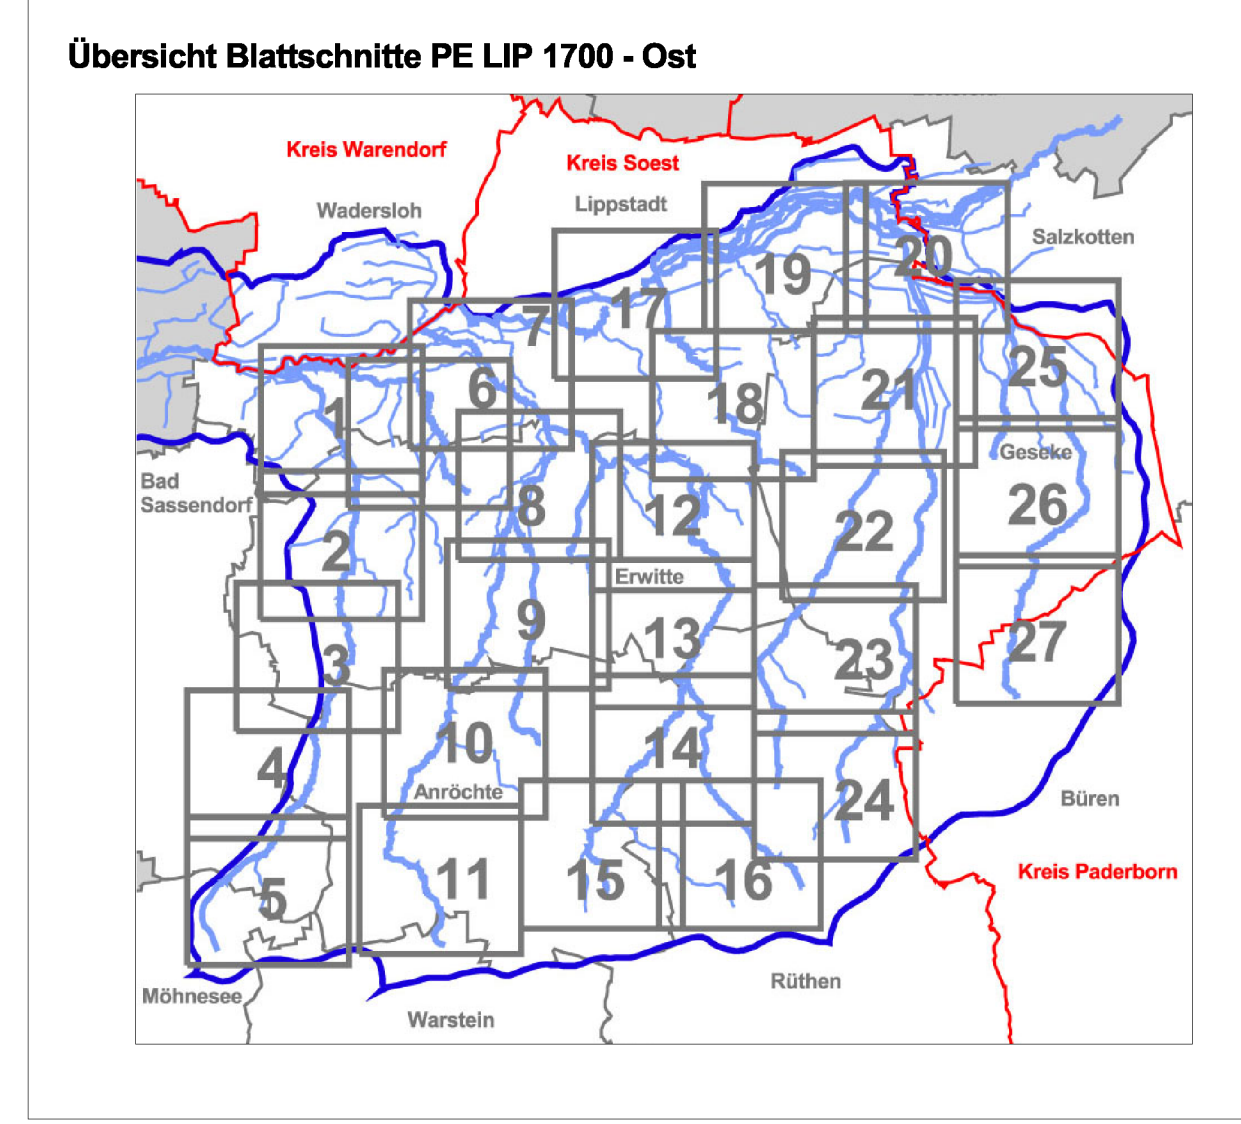 Übersicht Blattschnitte PE LIP 1700 - Ost
Kreis Warendorf
Kreis Soest
Wadersloh
Lippstadt
Salzkotten
20
19
17
7
25
6
21
18
1
Geseke
Bad
Sassendorf
26
8
12
22
2
Erwitte
9
13
27
23
3
10
14
4
Anröchte
24
Büren
Kreis Paderborn
11
15
16
5
Rüthen
Möhnesee
Warstein